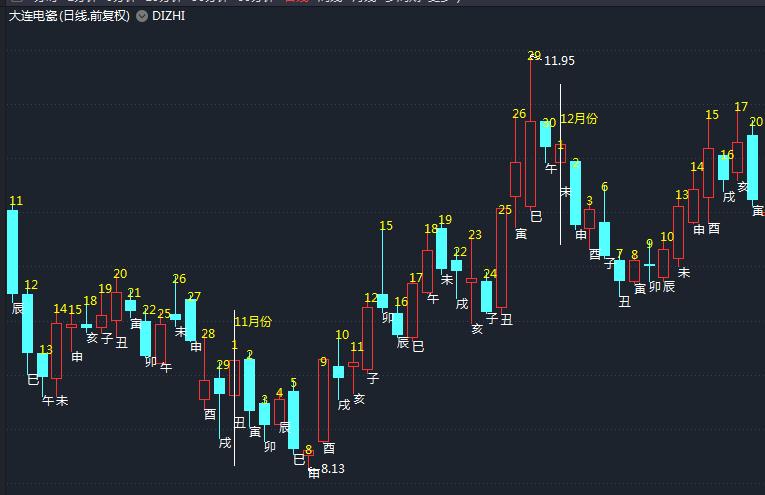 大连电瓷(日线.前复权) DIZHI
29
11.95
26 30 12月份 15 17
1 16 20
2 14
午 戌 亥
11 3 6 13 寅
未
15 18 19 25 寅 巳 申 酉
22 23 申 酉 7 8 9 10
12 13 14 15 18 19 20 21 22 25 26 27 24 子 未
辰 17 午 丑 卯 辰
12 16 戌
申 亥 子 丑 寅 未 卯 亥 子 丑
28 11月份 1 10 辰 巳
巳 卯 午 申
29 2 9 11
午 未 子
3 4 5 戌 亥
酉 丑
戌 寅 辰
卯 8 酉
巳
申 8.13